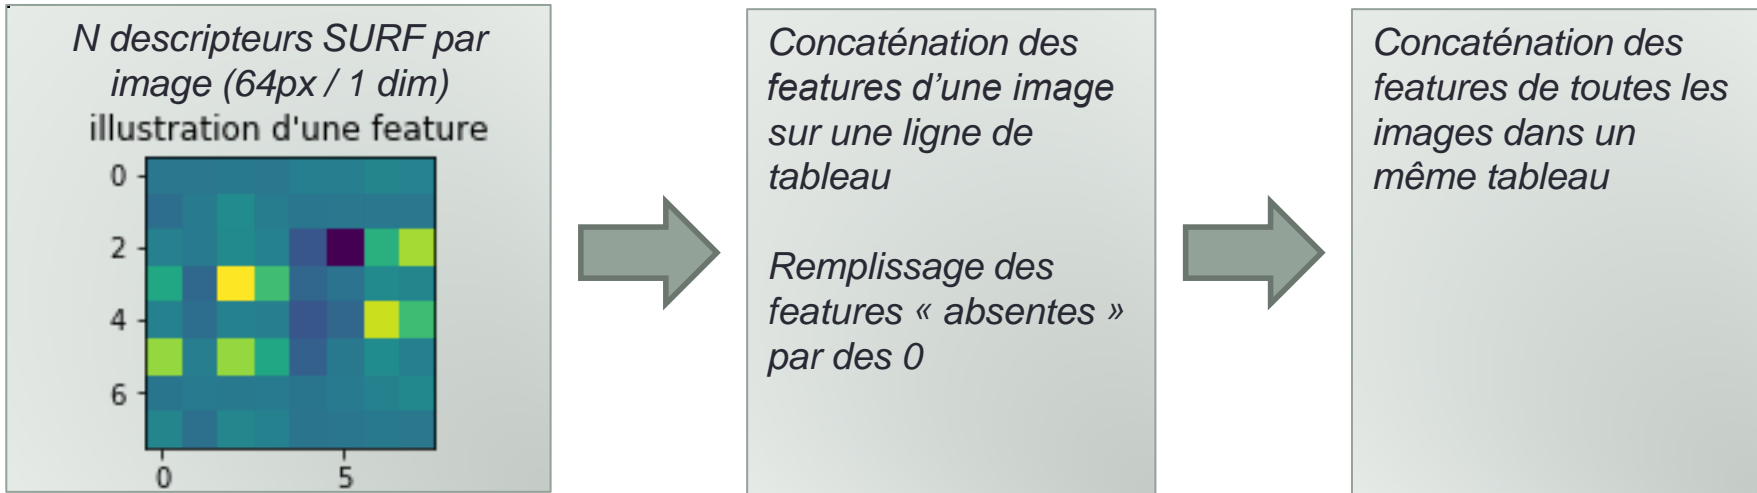 N descripteurs SURF par
image (64px / 1 dim)
illustration d'une feature
0
2
4
6
0
5
Concaténation des
features d’une image
sur une ligne de
tableau
Remplissage des
features « absentes »
par des 0
Concaténation des
features de toutes les
images dans un
même tableau